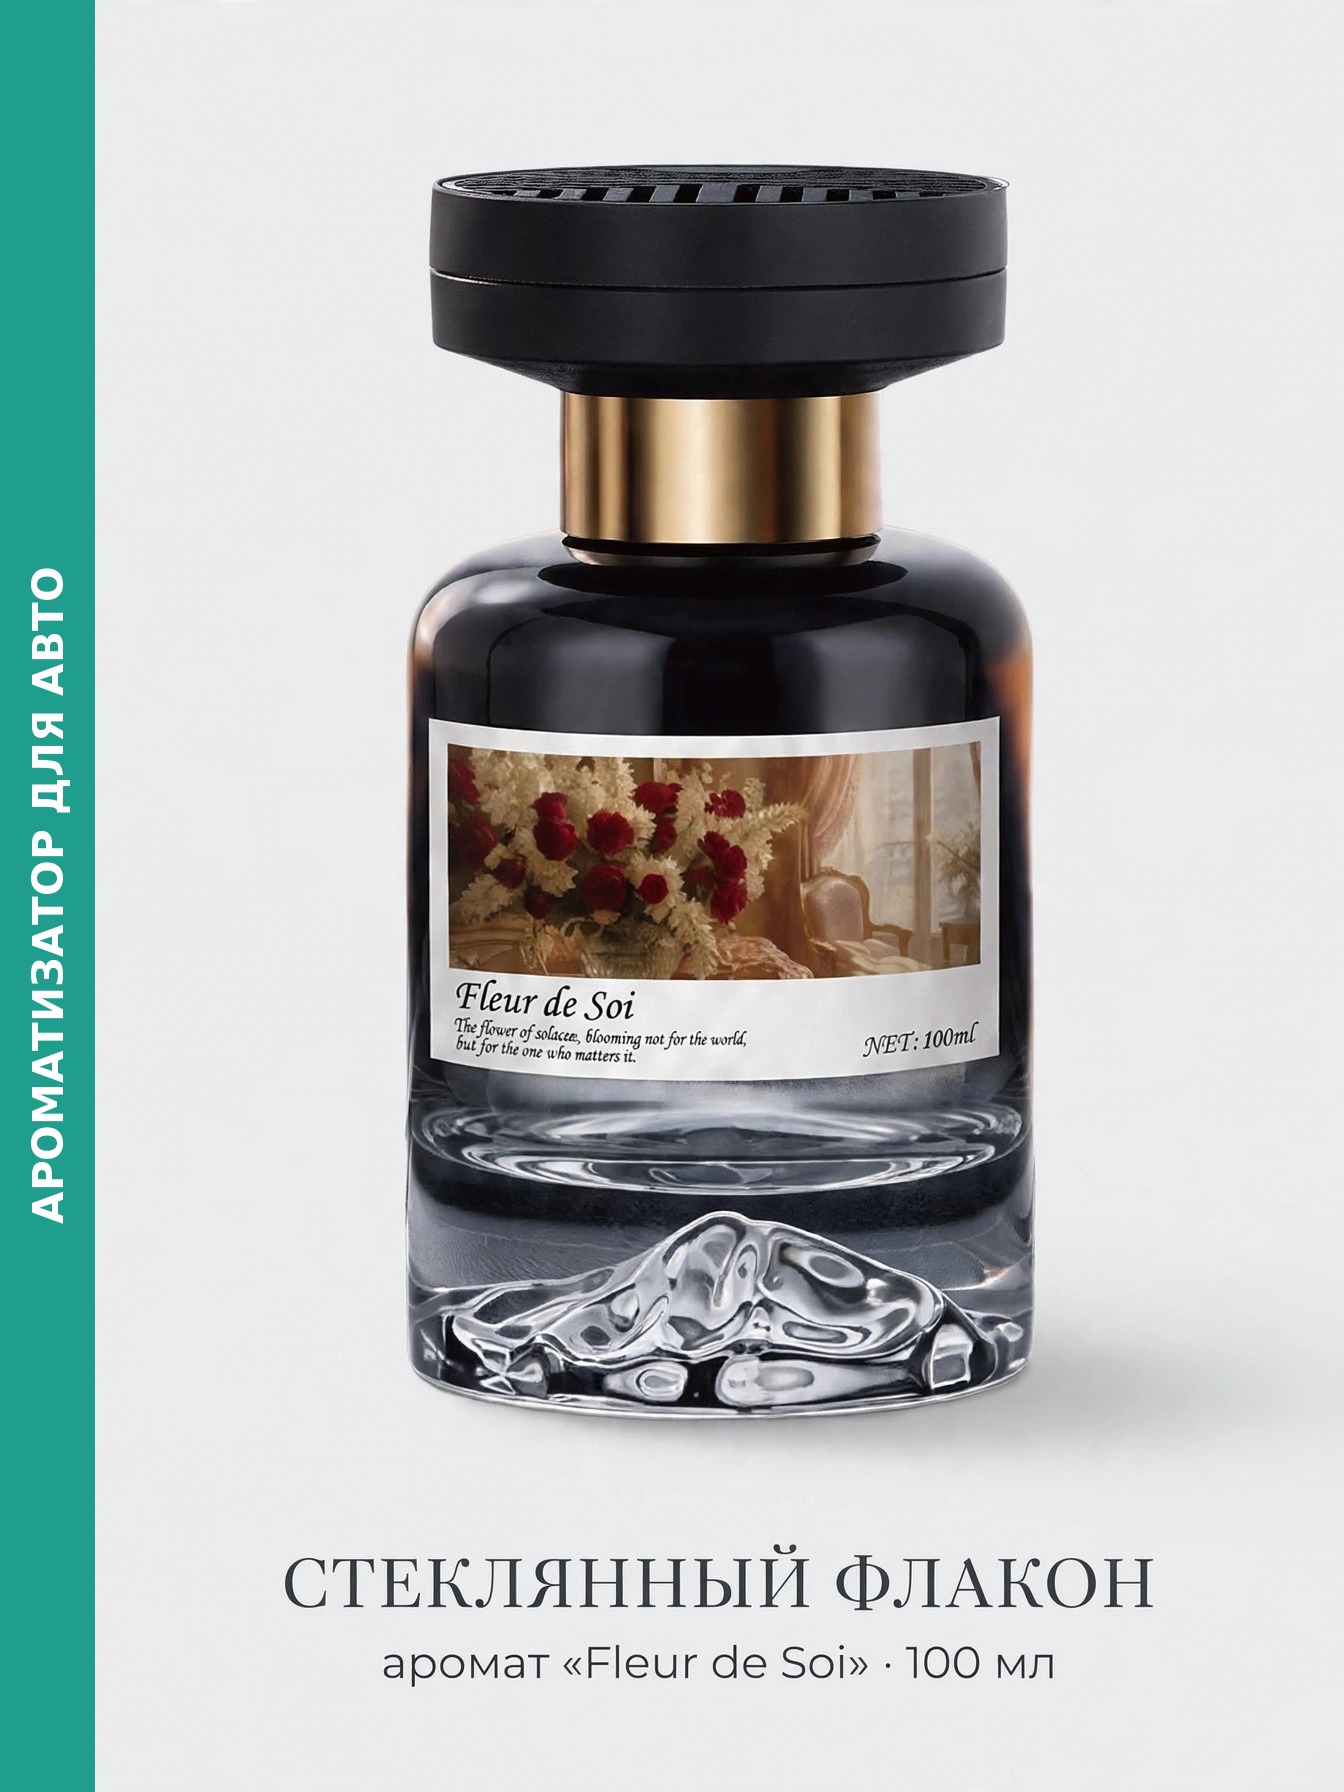 АРОМАТИЗАТОР ДЛЯ АВТО
Fleur de Soi
The flower of solacee, blooming not for the world,
but for the one who matters it.
NET: 100ml
СТЕКЛЯННЫЙ ФЛАКОН
аромат «Fleur de Soi» · 100 мл